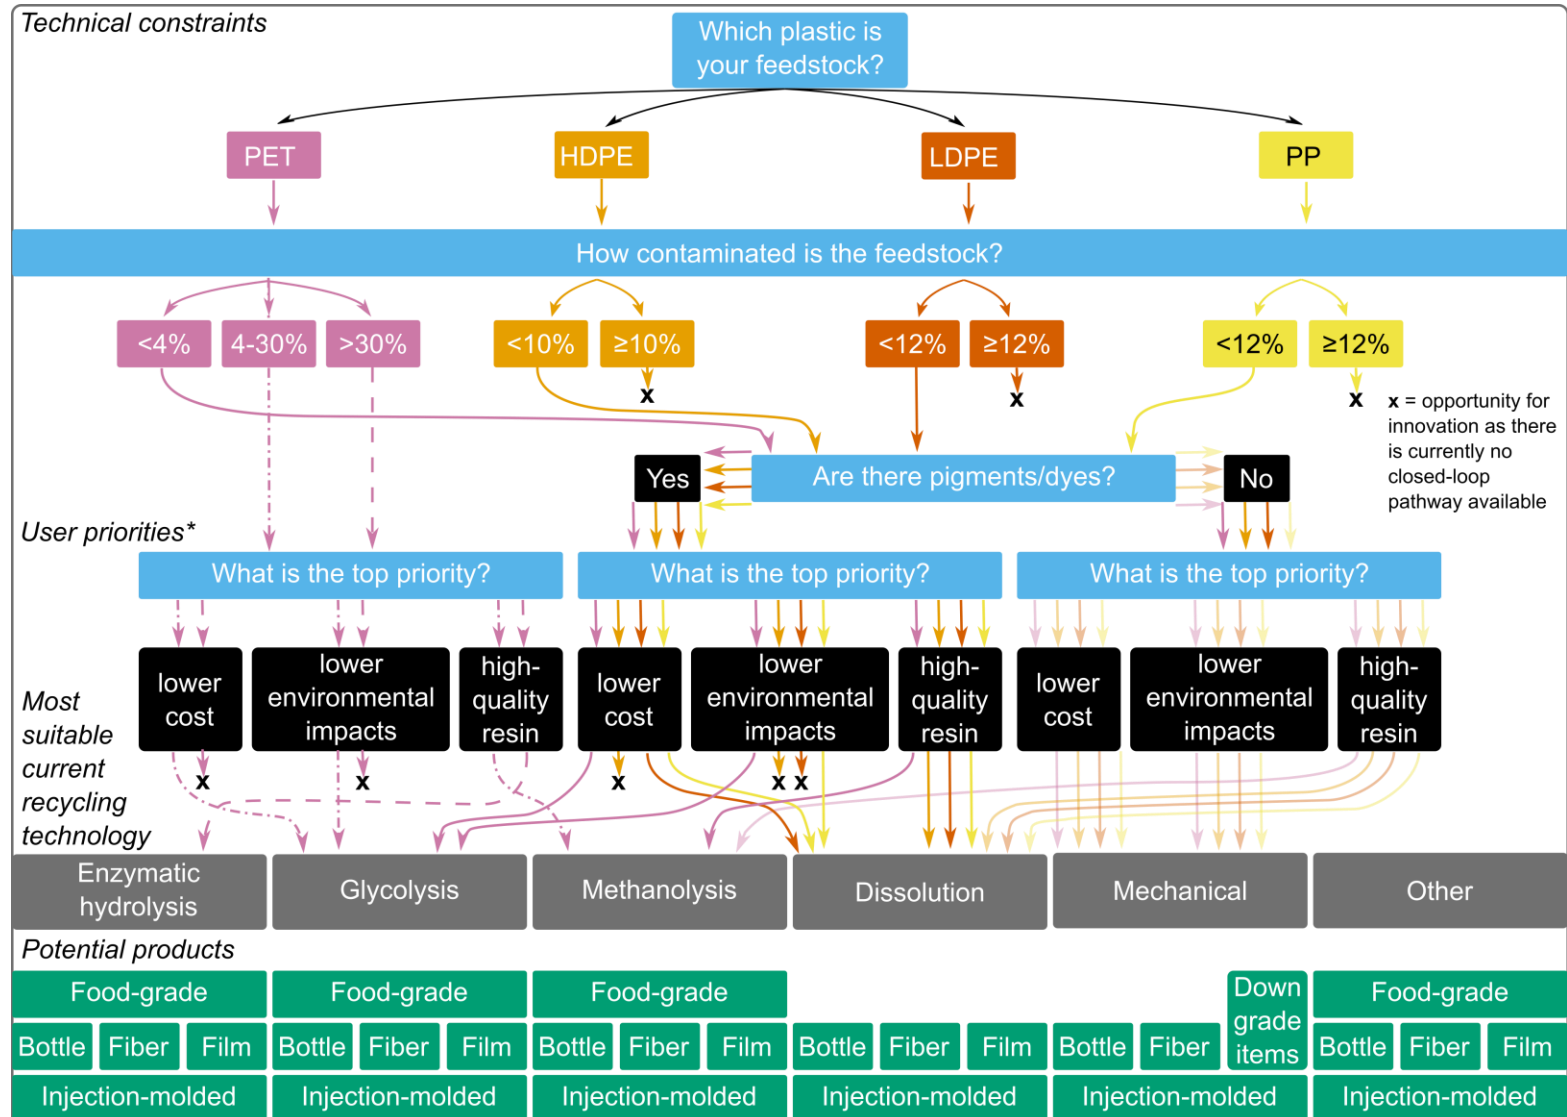 Technical constraints
Which plastic is
your feedstock?
PET
HDPE
LDPE
PP
How contaminated is the feedstock?
<4%
4-30%
>30%
<10%
≥10%
<12%
≥12%
<12%
≥12%
x
x
x
x = opportunity for
innovation as there
is currently no
closed-loop
pathway available
Yes
Are there pigments/dyes?
No
User priorities*
What is the top priority?
What is the top priority?
What is the top priority?
lower
cost
lower
environmental
impacts
high-
quality
resin
lower
cost
lower
environmental
impacts
high-
quality
resin
lower
cost
lower
environmental
impacts
high-
quality
resin
x
x
x
x
x
Most
suitable
current
recycling
technology
Enzymatic
hydrolysis
Glycolysis
Methanolysis
Dissolution
Mechanical
Other
Potential products
Food-grade
Food-grade
Food-grade
Down
grade
items
Food-grade
Bottle
Fiber
Film
Bottle
Fiber
Film
Bottle
Fiber
Film
Bottle
Fiber
Film
Bottle
Fiber
Bottle
Fiber
Film
Injection-molded
Injection-molded
Injection-molded
Injection-molded
Injection-molded
Injection-molded